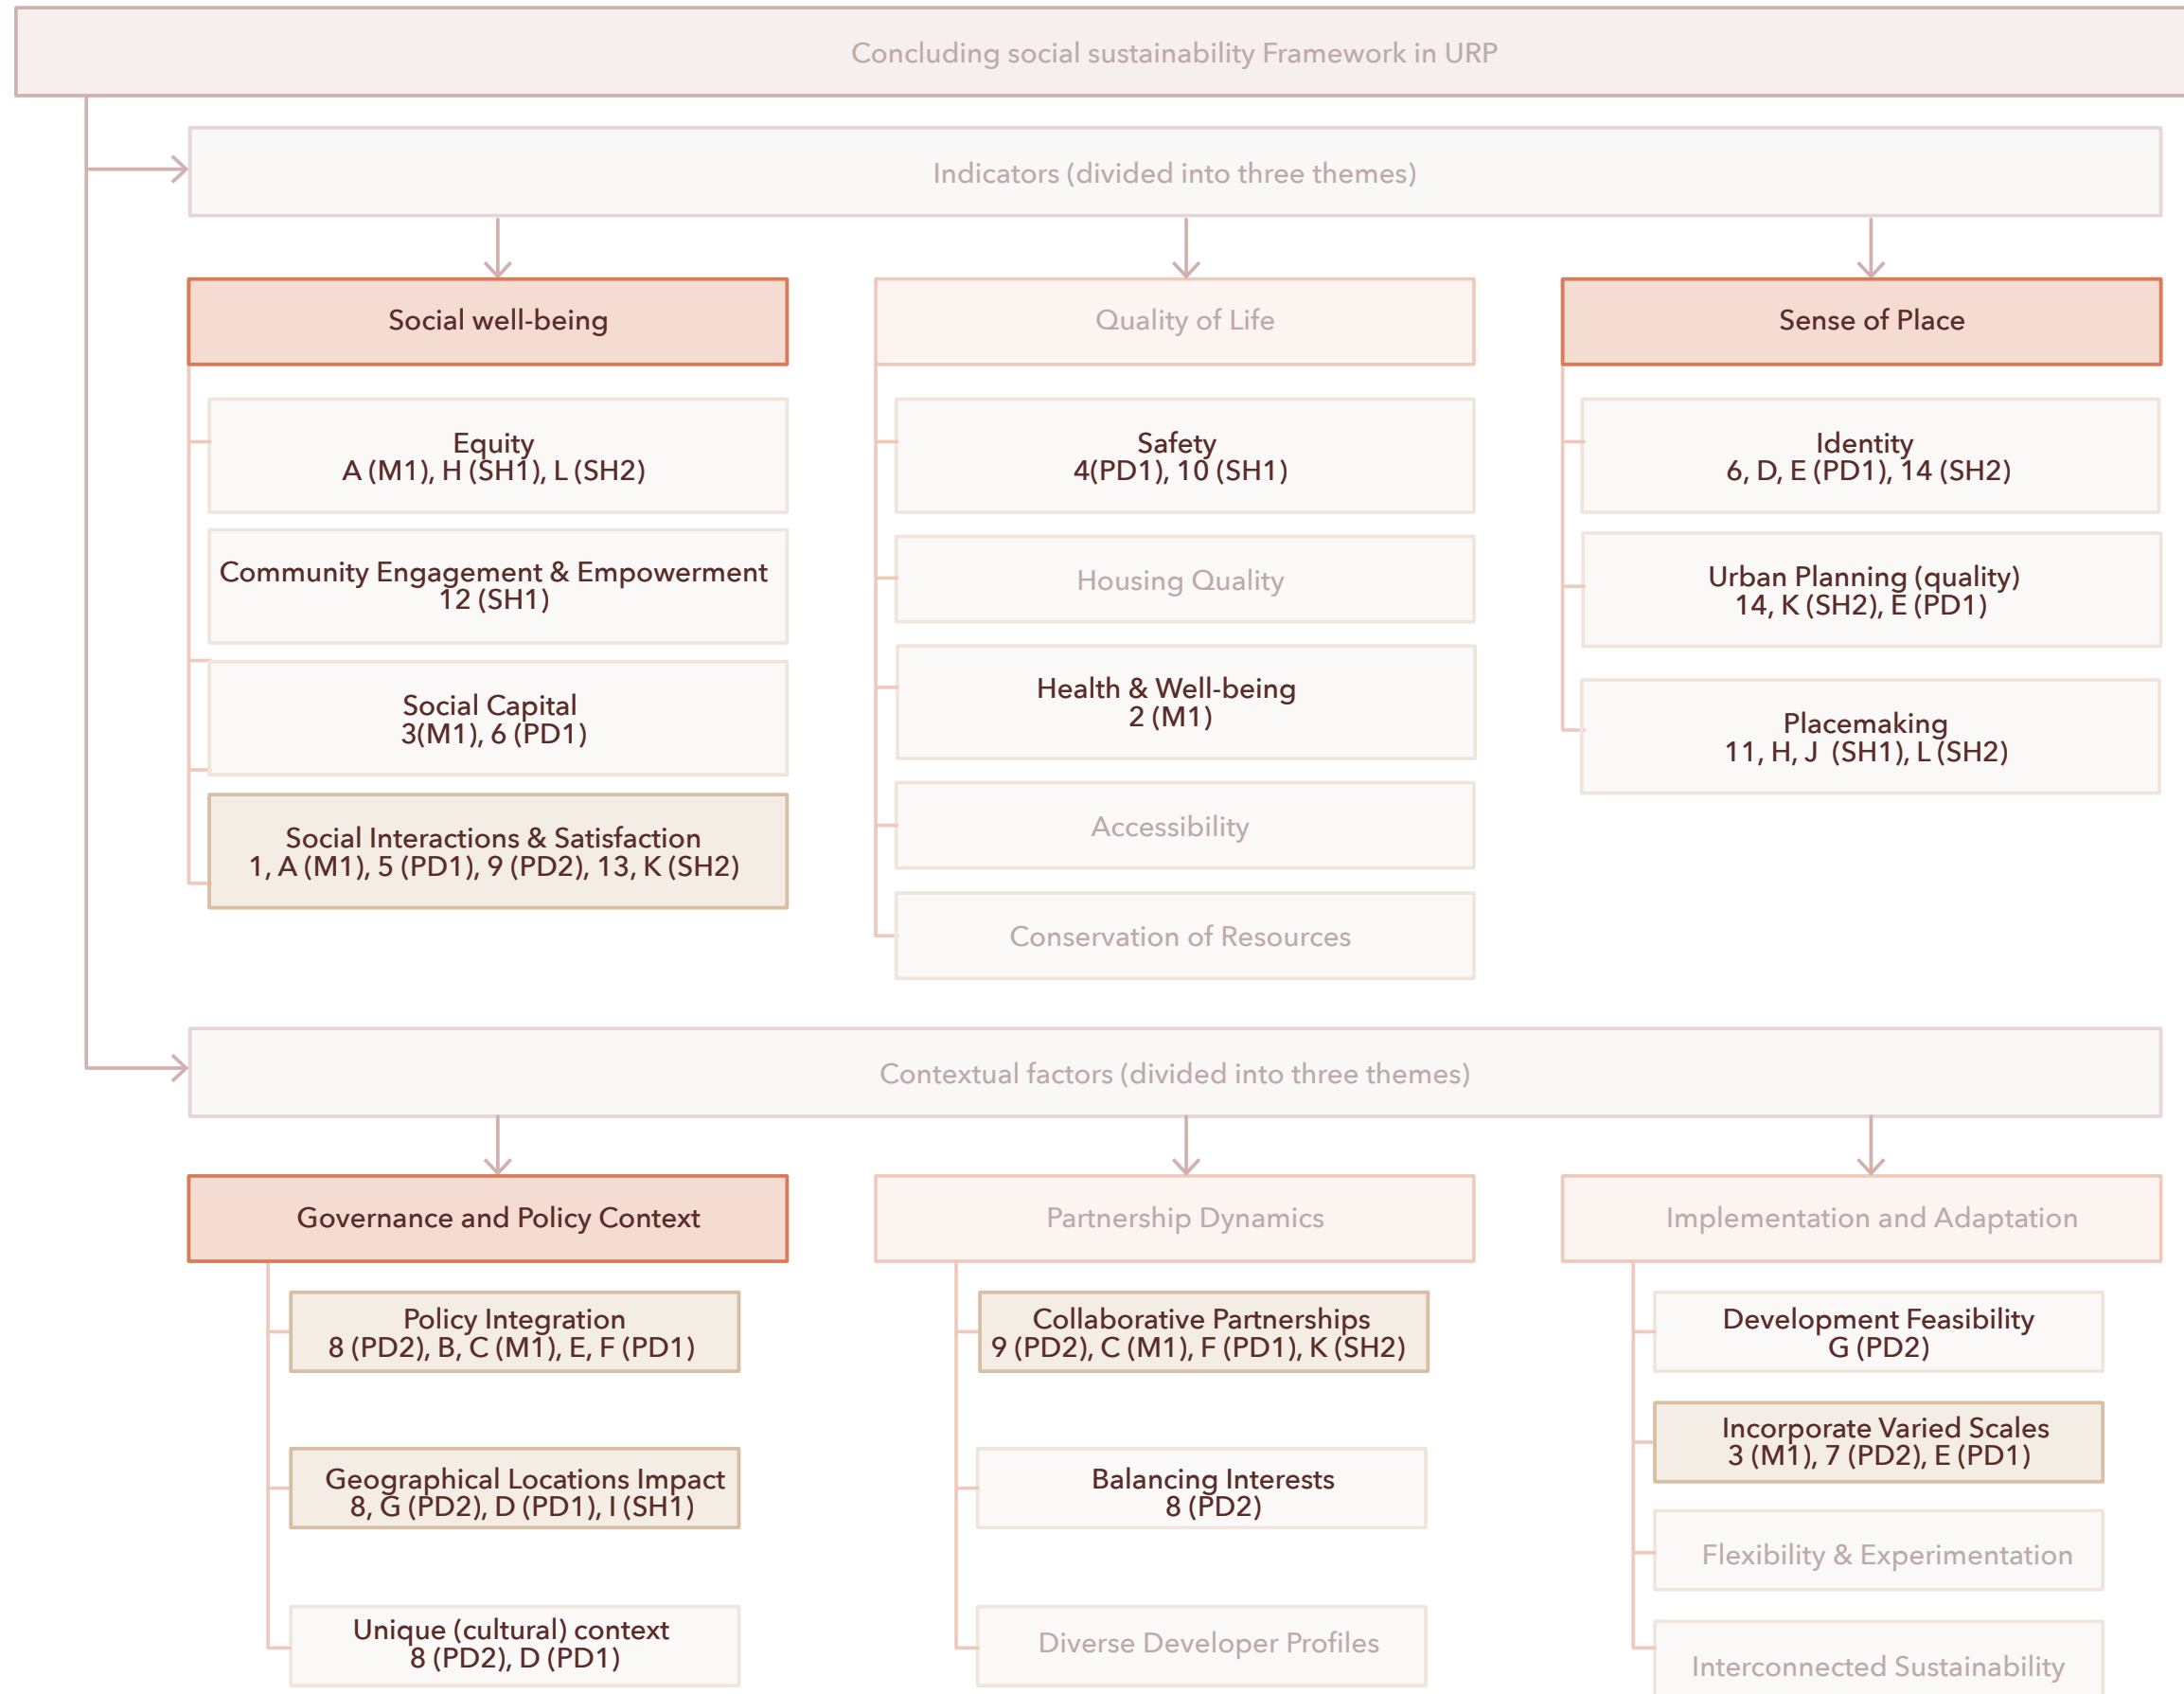 Concluding social sustainability Framework in URP
Indicators (divided into three themes)
Social well-being
Quality of Life
Sense of Place
Equity
A (M1), H (SH1), L (SH2)
Community Engagement & Empowerment
12 (SH1)
Social Capital
3(M1), 6 (PD1)
Social Interactions & Satisfaction
1, A (M1), 5 (PD1), 9 (PD2), 13, K (SH2)
Safety
4(PD1), 10 (SH1)
Housing Quality
Health & Well-being
2 (M1)
Accessibility
Conservation of Resources
Identity
6, D, E (PD1), 14 (SH2)
Urban Planning (quality)
14, K (SH2), E (PD1)
Placemaking
11, H, J (SH1), L (SH2)
Contextual factors (divided into three themes)
Governance and Policy Context
Partnership Dynamics
Implementation and Adaptation
Policy Integration
8 (PD2), B, C (M1), E, F (PD1)
Geographical Locations Impact
8, G (PD2), D (PD1), I (SH1)
Unique (cultural) context
8 (PD2), D (PD1)
Collaborative Partnerships
9 (PD2), C (M1), F (PD1), K (SH2)
Balancing Interests
8 (PD2)
Diverse Developer Profiles
Development Feasibility
G (PD2)
Incorporate Varied Scales
3 (M1), 7 (PD2), E (PD1)
Flexibility & Experimentation
Interconnected Sustainability